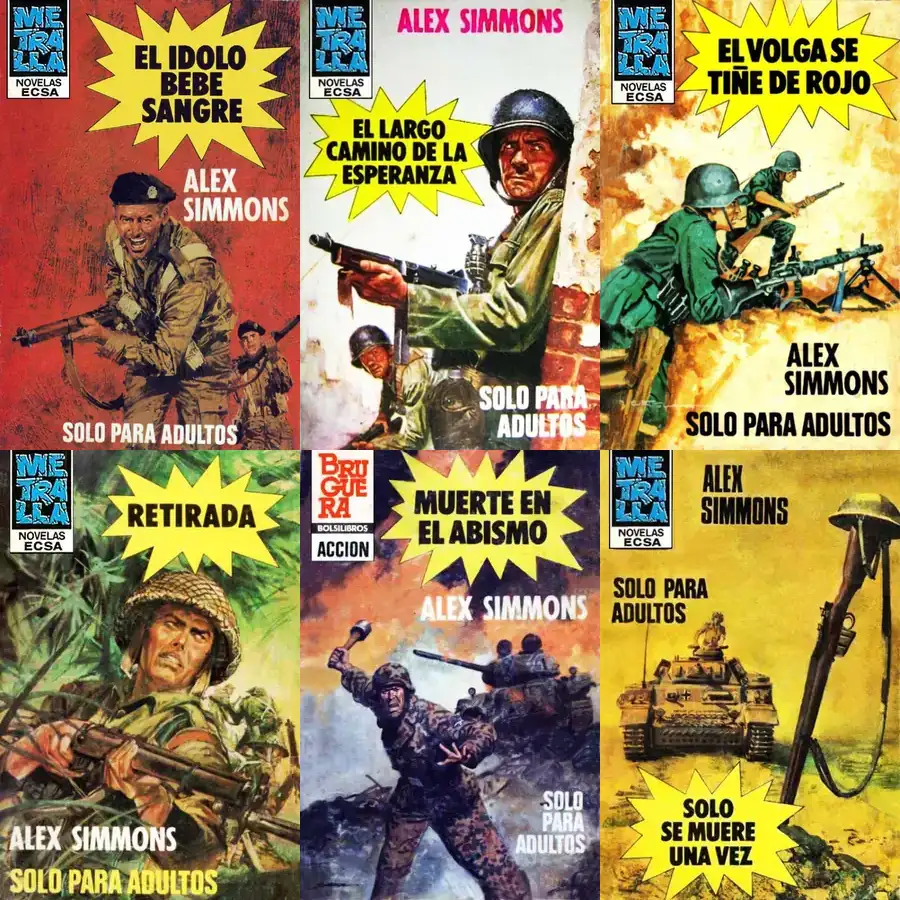 METRALLA
NOVELAS
ECSA
EL IDOLO
BEBE
SANGRE
ALEX
SIMMONS
SOLO PARA ADULTOS
METRALLA
NOVELAS
ECSA
ALEX SIMMONS
EL LARGO
CAMINO DE LA
ESPERANZA
SOLO PARA
ADULTOS
METRALLA
NOVELAS
ECSA
EL VOLGA SE
TIÑE DE ROJO
ALEX
SIMMONS
SOLO PARA ADULTOS
METRALLA
NOVELAS
ECSA
RETIRADA
ALEX SIMMONS
SOLO PARA ADULTOS
BRU
GUE
RA
BOLSILIBROS
ACCION
MUERTE EN
EL ABISMO
ALEX SIMMONS
SOLO
PARA
ADULTOS
METRALLA
NOVELAS
ECSA
ALEX
SIMMONS
SOLO PARA
ADULTOS
SOLO
SE MUERE
UNA VEZ